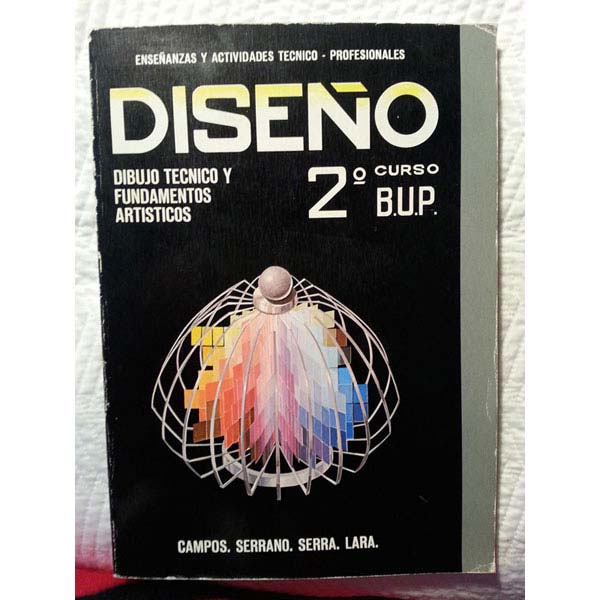 ENSEÑANZAS Y ACTIVIDADES TECNICO - PROFESIONALES
DISEÑO
DIBUJO TECNICO Y
FUNDAMENTOS
ARTISTICOS
2º CURSO
B.U.P.
CAMPOS. SERRANO. SERRA. LARA.